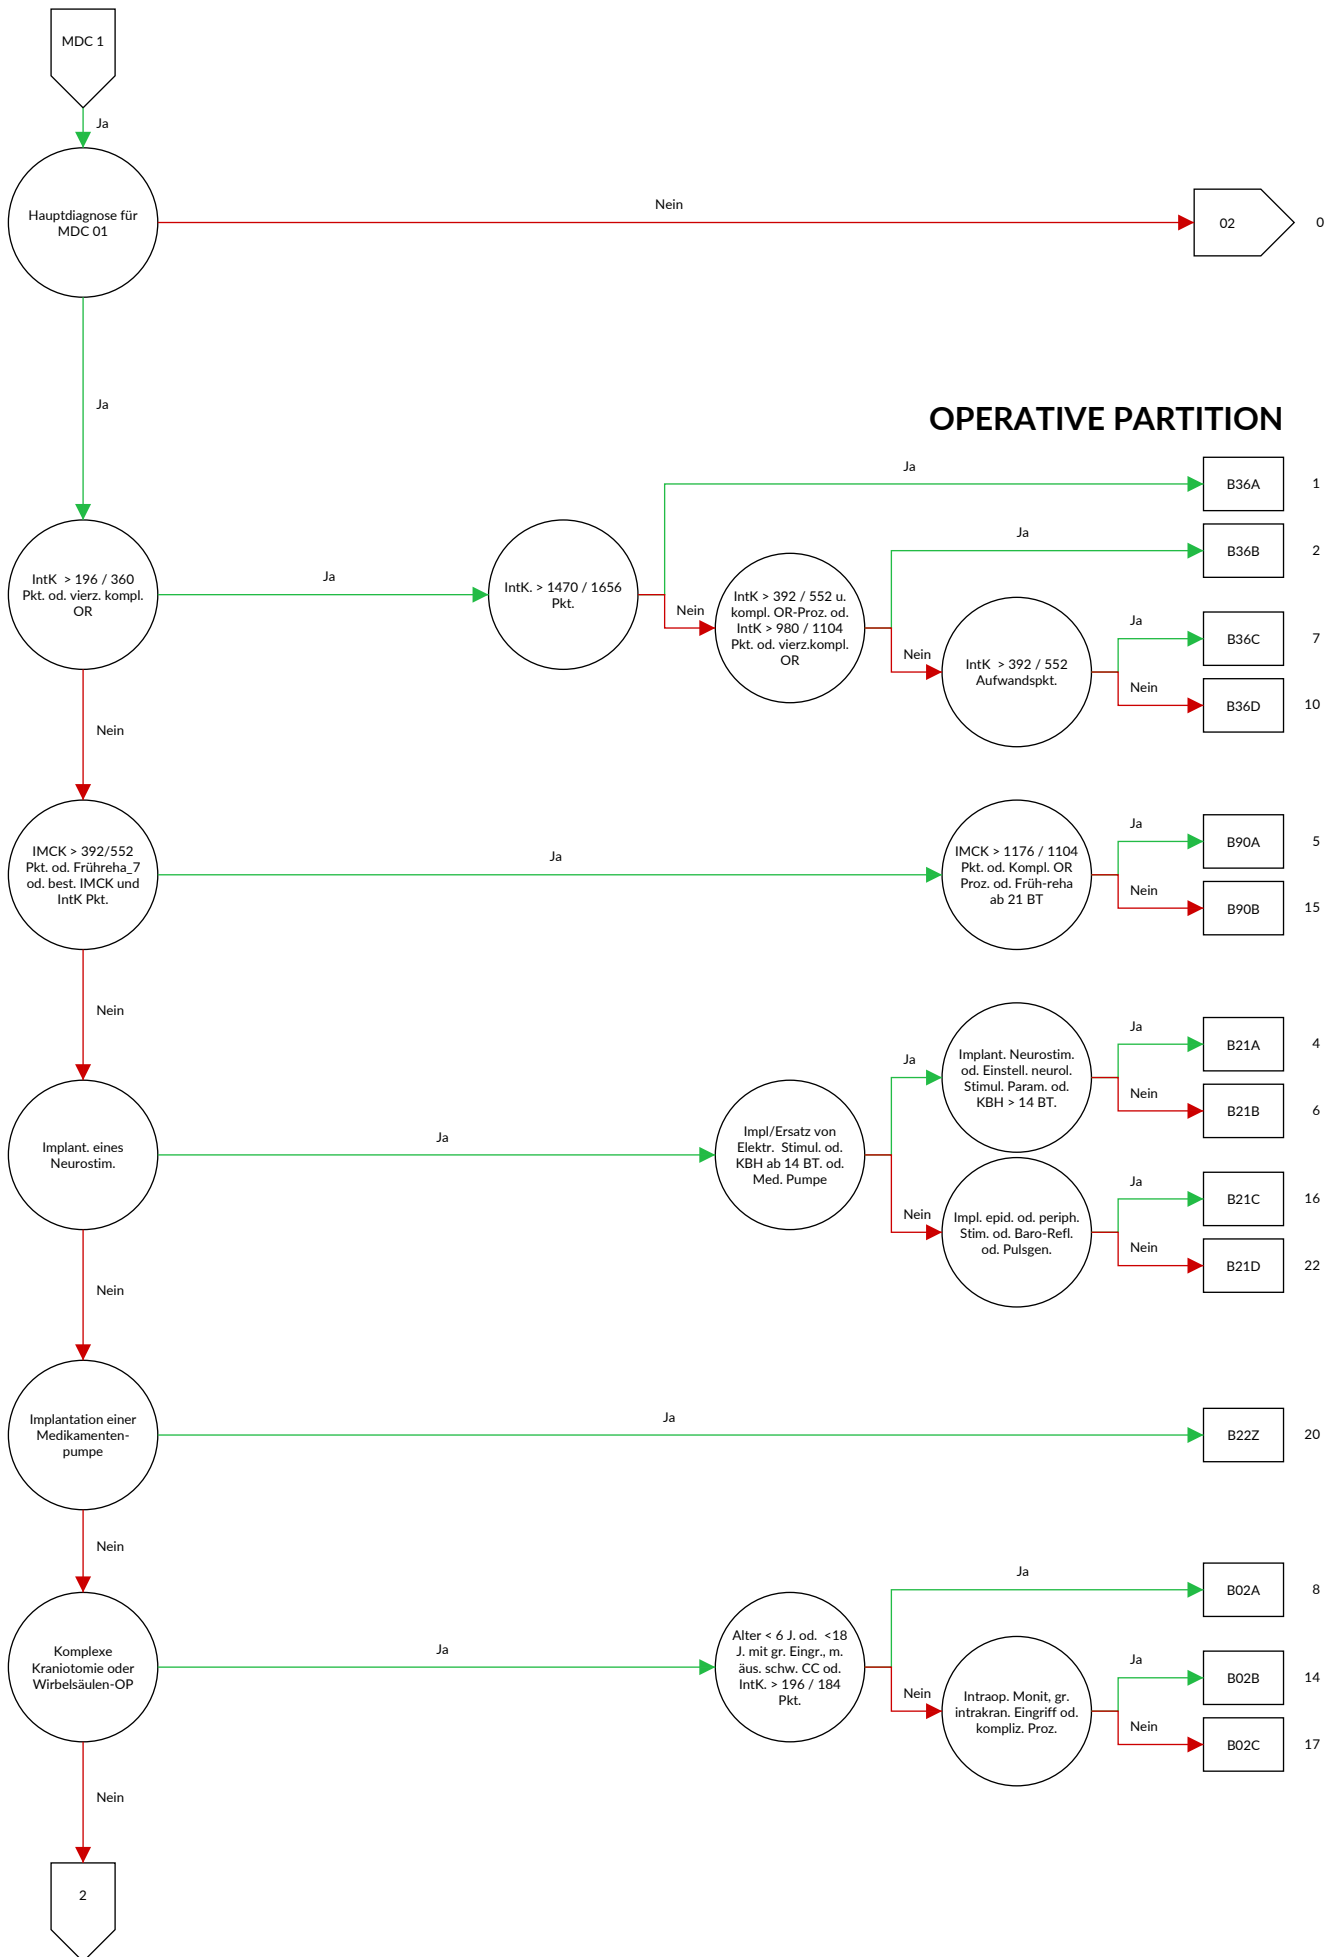 MDC 1
Ja
Hauptdiagnose für
MDC 01
Nein
02
0
Ja
OPERATIVE PARTITION
IntK > 196 / 360
Pkt. od. vierz. kompl.
OR
Ja
IntK. > 1470 / 1656
Pkt.
Ja
B36A
1
Nein
IntK > 392 / 552 u.
kompl. OR-Proz. od.
IntK > 980 / 1104
Pkt. od. vierz.kompl.
OR
Ja
B36B
2
Nein
IntK > 392 / 552
Aufwandspkt.
Ja
B36C
7
Nein
B36D
10
Nein
IMCK > 392/552
Pkt. od. Frühreha_7
od. best. IMCK und
IntK Pkt.
Ja
IMCK > 1176 / 1104
Pkt. od. Kompl. OR
Proz. od. Früh-reha
ab 21 BT
Ja
B90A
5
Nein
B90B
15
Nein
Implant. eines
Neurostim.
Ja
Impl/Ersatz von
Elektr. Stimul. od.
KBH ab 14 BT. od.
Med. Pumpe
Ja
Implant. Neurostim.
od. Einstell. neurol.
Stimul. Param. od.
KBH > 14 BT.
Ja
B21A
4
Nein
B21B
6
Nein
Impl. epid. od. periph.
Stim. od. Baro-Refl.
od. Pulsgen.
Ja
B21C
16
Nein
B21D
22
Nein
Implantation einer
Medikamenten-
pumpe
Ja
B22Z
20
Nein
Komplexe
Kraniotomie oder
Wirbelsäulen-OP
Ja
Alter < 6 J. od. <18
J. mit gr. Eingr., m.
äus. schw. CC od.
IntK. > 196 / 184
Pkt.
Ja
B02A
8
Nein
Intraop. Monit, gr.
intrakran. Eingriff od.
kompliz. Proz.
Ja
B02B
14
Nein
B02C
17
Nein
2